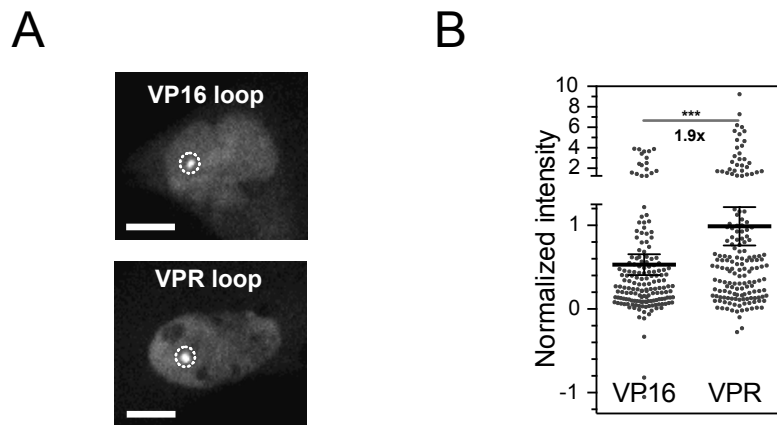 A
VP16 loop
VPR loop
B
Normalized intensity
10
8
6
4
2
1
0
-1
***
1.9x
VP16
VPR